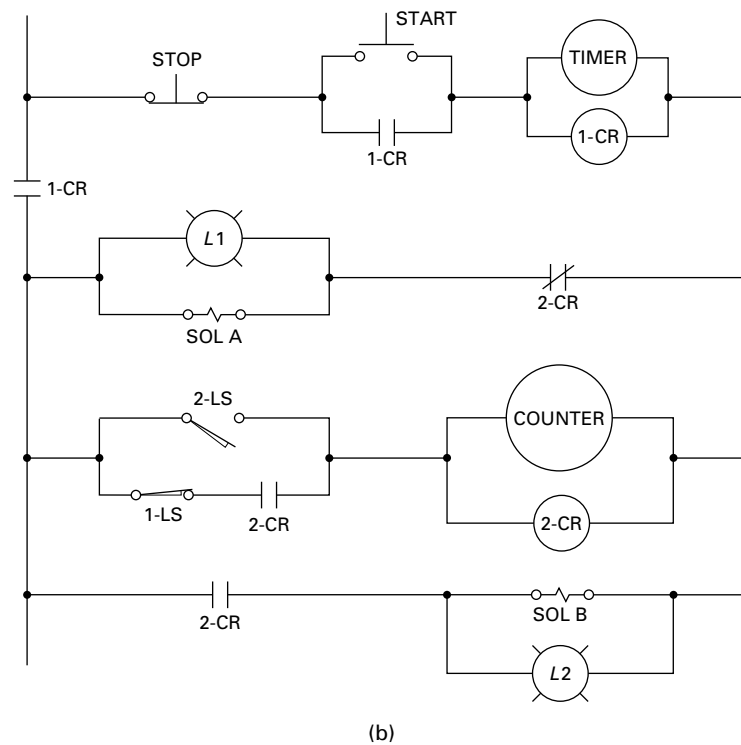 START
STOP
TIMER
1-CR
1-CR
1-CR
L1
SOL A
2-CR
2-LS
COUNTER
1-LS
2-CR
2-CR
2-CR
SOL B
L2
(b)